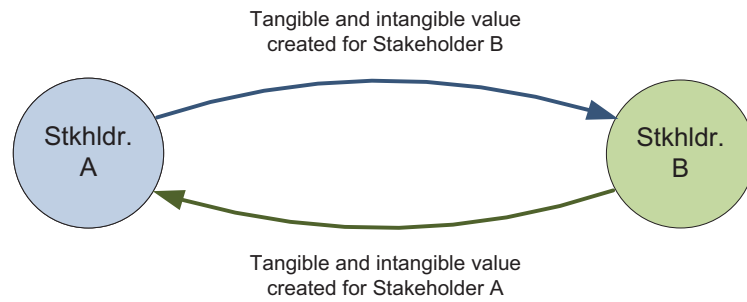 Tangible and intangible value
created for Stakeholder B
Stkhldr.
A
Stkhldr.
B
Tangible and intangible value
created for Stakeholder A